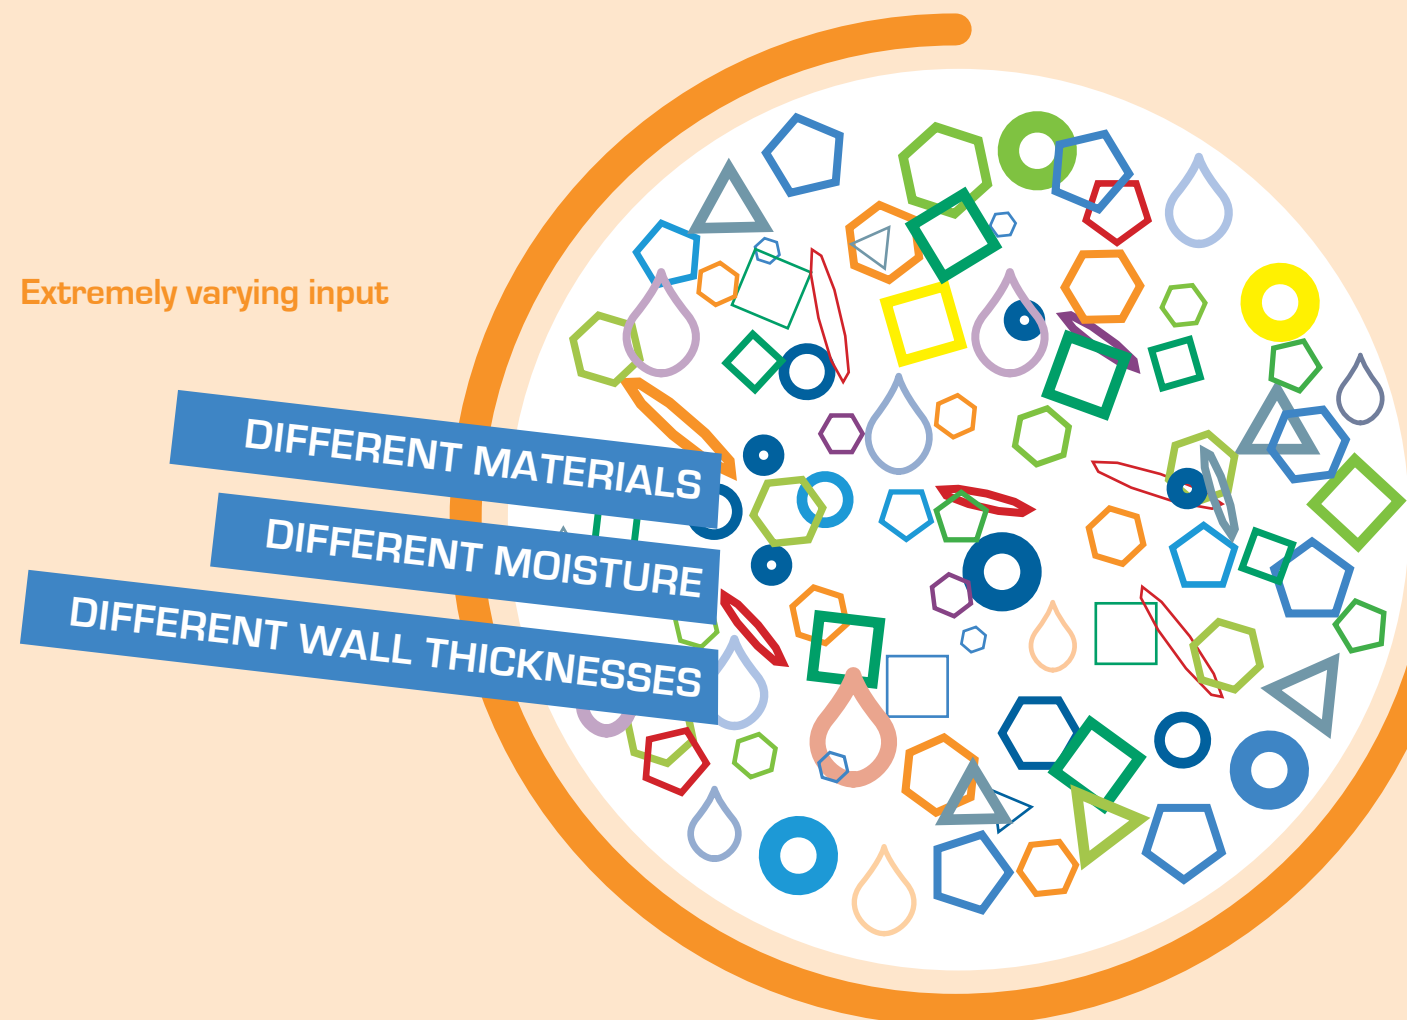 Extremely varying input
DIFFERENT MATERIALS
DIFFERENT MOISTURE
DIFFERENT WALL THICKNESSES